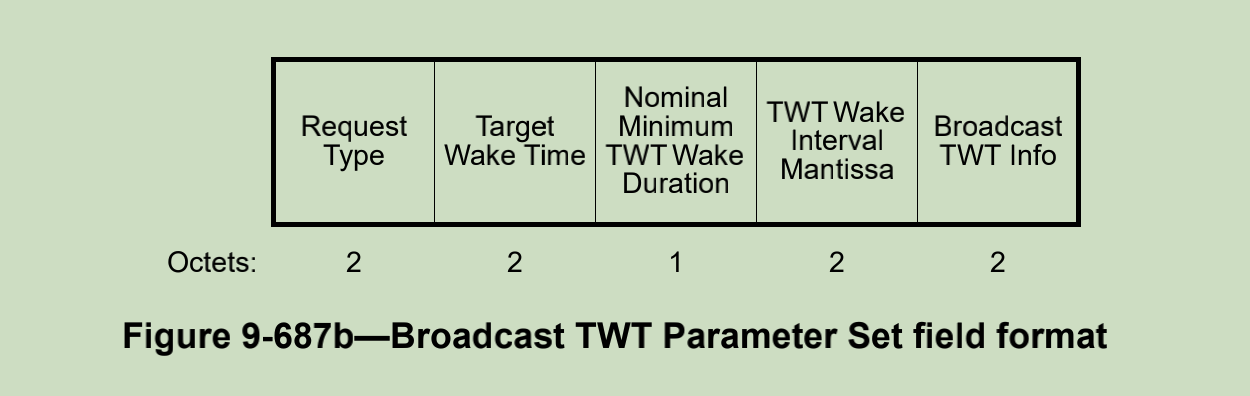 Request
Type
Target
Wake Time
Nominal
Minimum
TWT Wake
Duration
TWT Wake
Interval
Mantissa
Broadcast
TWT Info
Octets: 2 2 1 2 2
Figure 9-687b—Broadcast TWT Parameter Set field format